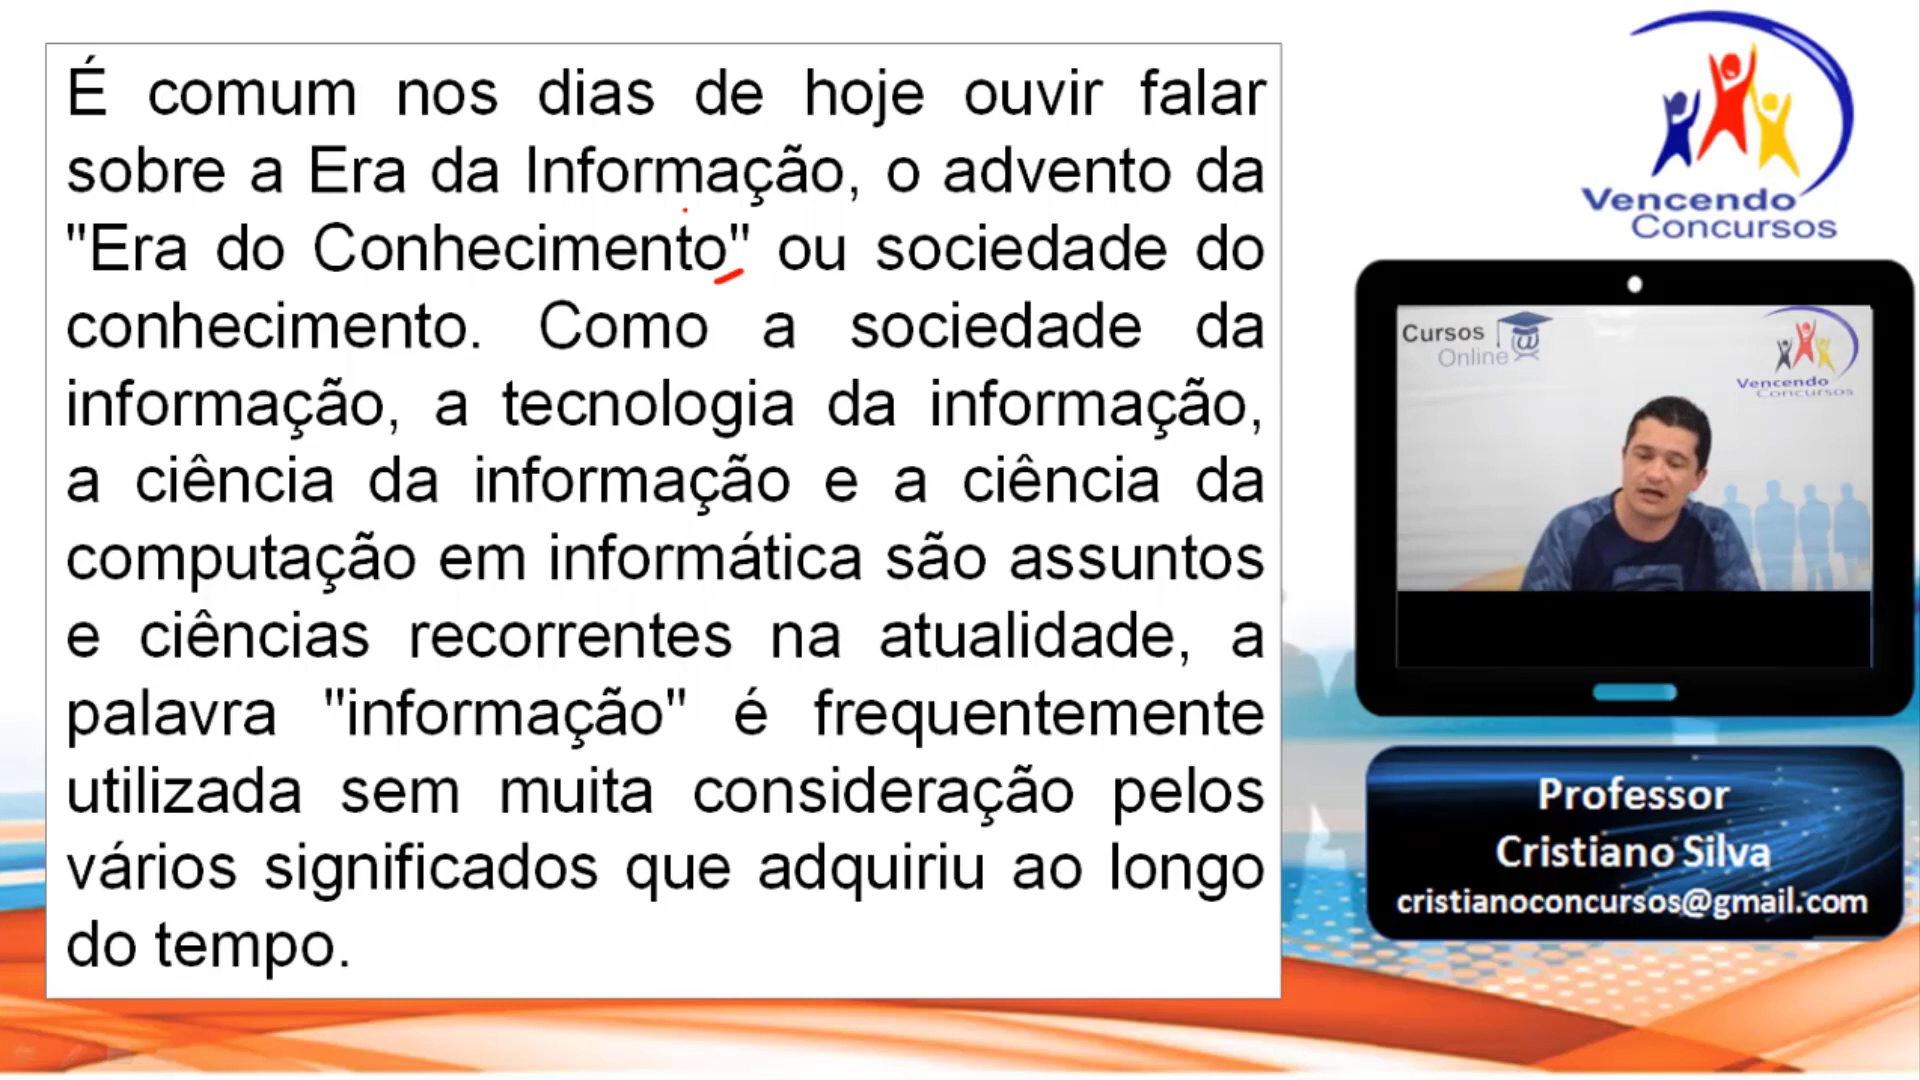 É comum nos dias de hoje ouvir falar
sobre a Era da Informação, o advento da
"Era do Conhecimento" ou sociedade do
conhecimento. Como a sociedade da
informação, a tecnologia da informação,
a ciência da informação e a ciência da
computação em informática são assuntos
e ciências recorrentes na atualidade, a
palavra "informação" é frequentemente
utilizada sem muita consideração pelos
vários significados que adquiriu ao longo
do tempo.
Vencendo
Concursos
Cursos
Online
Vencendo
Concursos
Professor
Cristiano Silva
cristianoconcursos@gmail.com